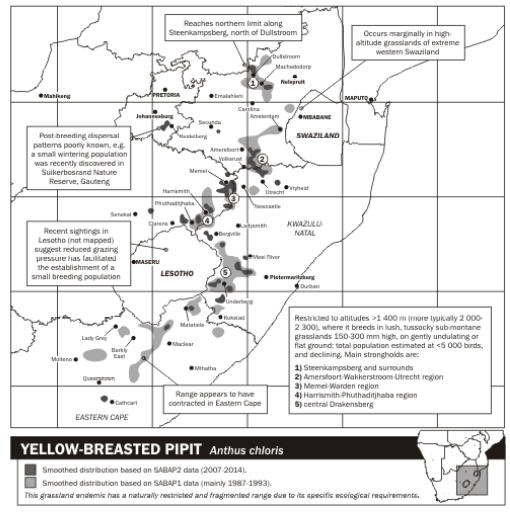 Reaches northern limit along
Steenkampsberg, north of Dullstroom
Occurs marginally in high-
altitude grasslands of extreme
western Swaziland
Dullstroom
Machadodorp
1
Nelspruit
Mahikeng
PRETORIA
Emalahleni
MAPUTO
Carolina
Johannesburg
Amsterdam
MBABANE
Secunda
SWAZILAND
Heidelberg
Post-breeding dispersal
patterns poorly known, e.g.
a small wintering population
was recently discovered in
Suikerbosrand Nature
Reserve, Gauteng
Amersfoort
Volksrust
2
Memel
Utrecht
Vryheid
Harrismith
3
Phuthaditjhaba
Newcastle
Senekal
Clarens
4
Ladysmith
KWAZULU-
NATAL
Bergville
Recent sightings in
Lesotho (not mapped)
suggest reduced grazing
pressure has facilitated
the establishment of a
small breeding population
MASERU
Mooi River
LESOTHO
5
Pietermaritzburg
Durban
Underberg
Kokstad
Matatiele
Restricted to altitudes >1 400 m (more typically 2 000-
2 300), where it breeds in lush, tussocky sub-montane
grasslands 150-300 mm high, on gently undulating or
flat ground; total population estimated at <5 000 birds,
and declining. Main strongholds are:
1) Steenkampsberg and surrounds
2) Amersfoort-Wakkerstroom-Utrecht region
3) Memel-Warden region
4) Harrismith-Phuthaditjhaba region
5) central Drakensberg
Lady Grey
Barkly
East
Maclear
Molteno
Mthatha
Queenstown
Range appears to have
contracted in Eastern Cape
Cathcart
EASTERN CAPE
YELLOW-BREASTED PIPIT Anthus chloris
Smoothed distribution based on SABAP2 data (2007-2014).
Smoothed distribution based on SABAP1 data (mainly 1987-1993).
This grassland endemic has a naturally restricted and fragmented range due to its specific ecological requirements.